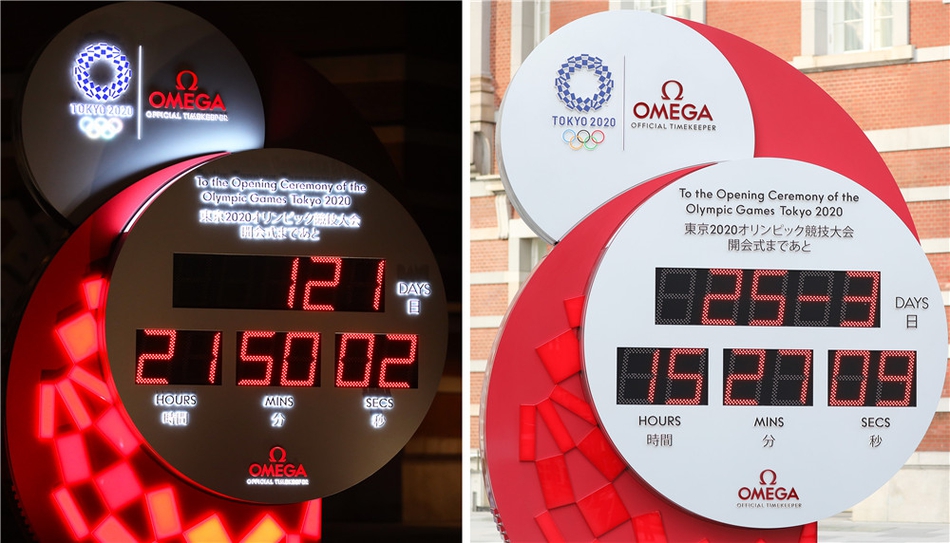 TOKYO 2020
Ω
OMEGA
OFFICIAL TIMEKEEPER
To the Opening Ceremony of the
Olympic Games Tokyo 2020
東京2020オリンピック競技大会
開会式まであと
121
DAYS
日
21 50 02
HOURS MINS SECS
時間 分 秒
Ω
OMEGA
OFFICIAL TIMEKEEPER
TOKYO 2020
Ω
OMEGA
OFFICIAL TIMEKEEPER
To the Opening Ceremony of the
Olympic Games Tokyo 2020
東京2020オリンピック競技大会
開会式まであと
25-3
DAYS
日
15 27 09
HOURS MINS SECS
時間 分 秒
Ω
OMEGA
OFFICIAL TIMEKEEPER